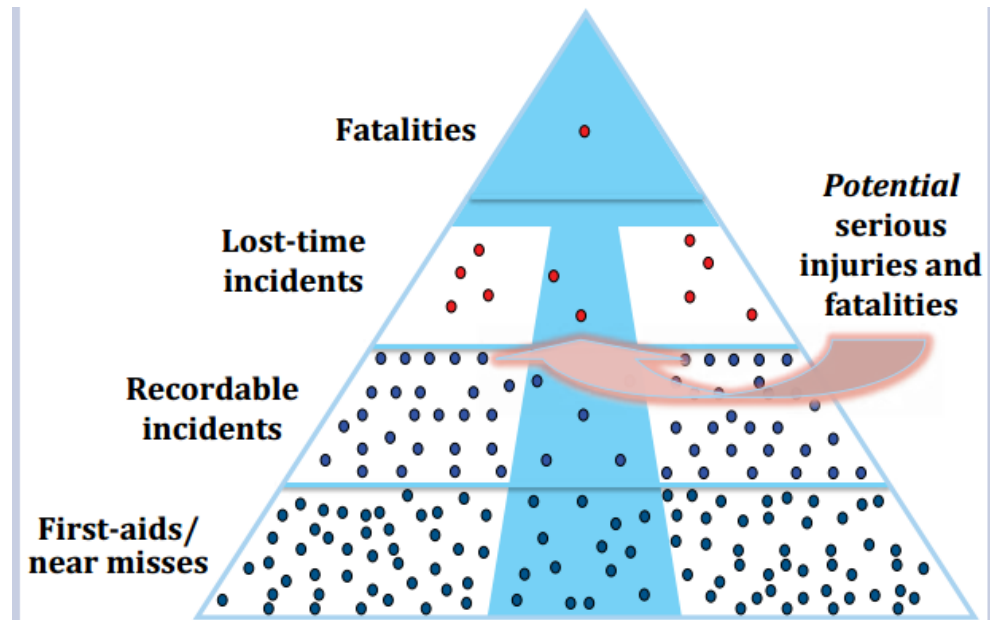 Fatalities
Potential
serious
injuries and
fatalities
Lost-time
incidents
Recordable
incidents
First-aids/
near misses